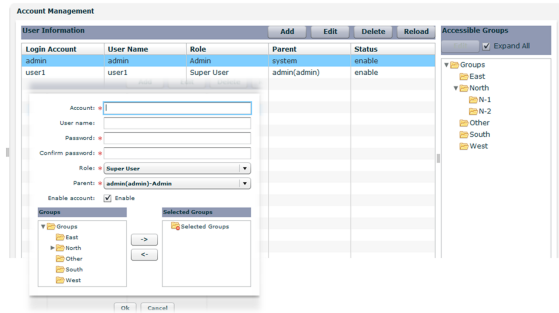 Account Management
User Information
Add
Edit
Delete
Reload
Accessible Groups
Expand All
Login Account User Name Role Parent Status
admin admin Admin system enable
user1 user1 Super User admin(admin) enable
Groups
East
North
N-1
N-2
Other
South
West
Account: *
User name:
Password: *
Confirm password: *
Role: * Super User
Parent: * admin(admin)-Admin
Enable account: Enable
Groups
Groups
East
North
Other
South
West
->
<-
Selected Groups
Selected Groups
Ok
Cancel